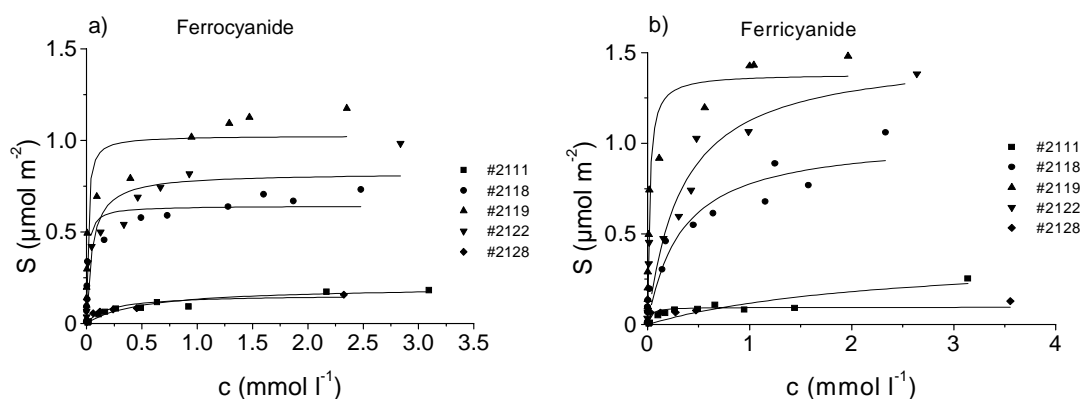 a) Ferrocyanide
1.5
1.0
0.5
0
S (µmol m⁻²)
0 0.5 1.0 1.5 2.0 2.5 3.0 3.5
c (mmol l⁻¹)
#2111
#2118
#2119
#2122
#2128
b) Ferricyanide
1.5
1.0
0.5
0
S (µmol m⁻²)
0 1 2 3 4
c (mmol l⁻¹)
#2111
#2118
#2119
#2122
#2128